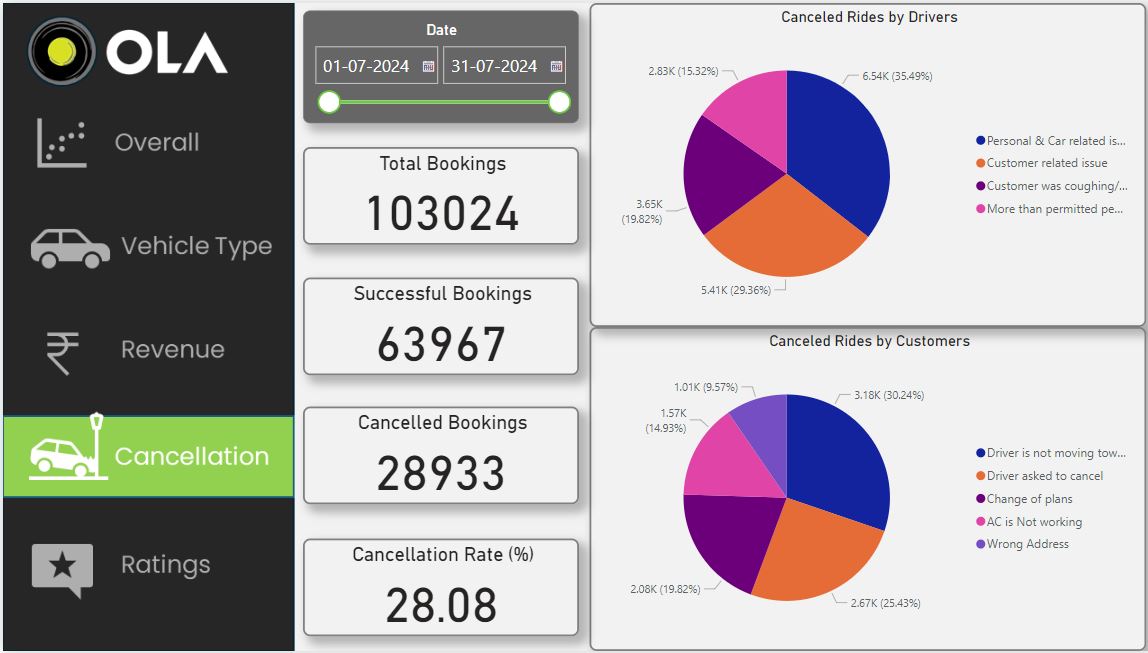 OLA
Overall
Vehicle Type
Revenue
Cancellation
Ratings
Date
01-07-2024
31-07-2024
Total Bookings
103024
Successful Bookings
63967
Cancelled Bookings
28933
Cancellation Rate (%)
28.08
Canceled Rides by Drivers
2.83K (15.32%)
6.54K (35.49%)
3.65K
(19.82%)
5.41K (29.36%)
Personal & Car related is...
Customer related issue
Customer was coughing/...
More than permitted pe...
Canceled Rides by Customers
1.01K (9.57%)
3.18K (30.24%)
1.57K
(14.93%)
2.08K (19.82%)
2.67K (25.43%)
Driver is not moving tow...
Driver asked to cancel
Change of plans
AC is Not working
Wrong Address